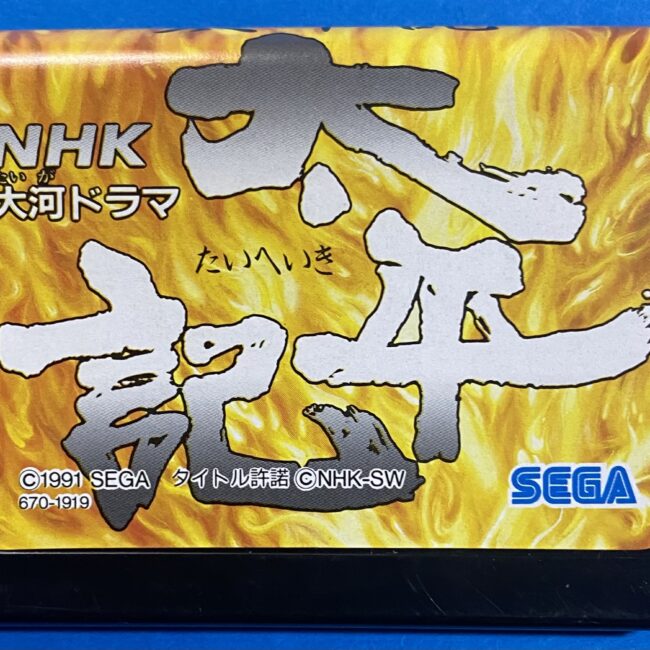 NHK
たいが
大河ドラマ
太平記
たいへいき
©1991 SEGA タイトル許諾 ©NHK-SW
670-1919
SEGA